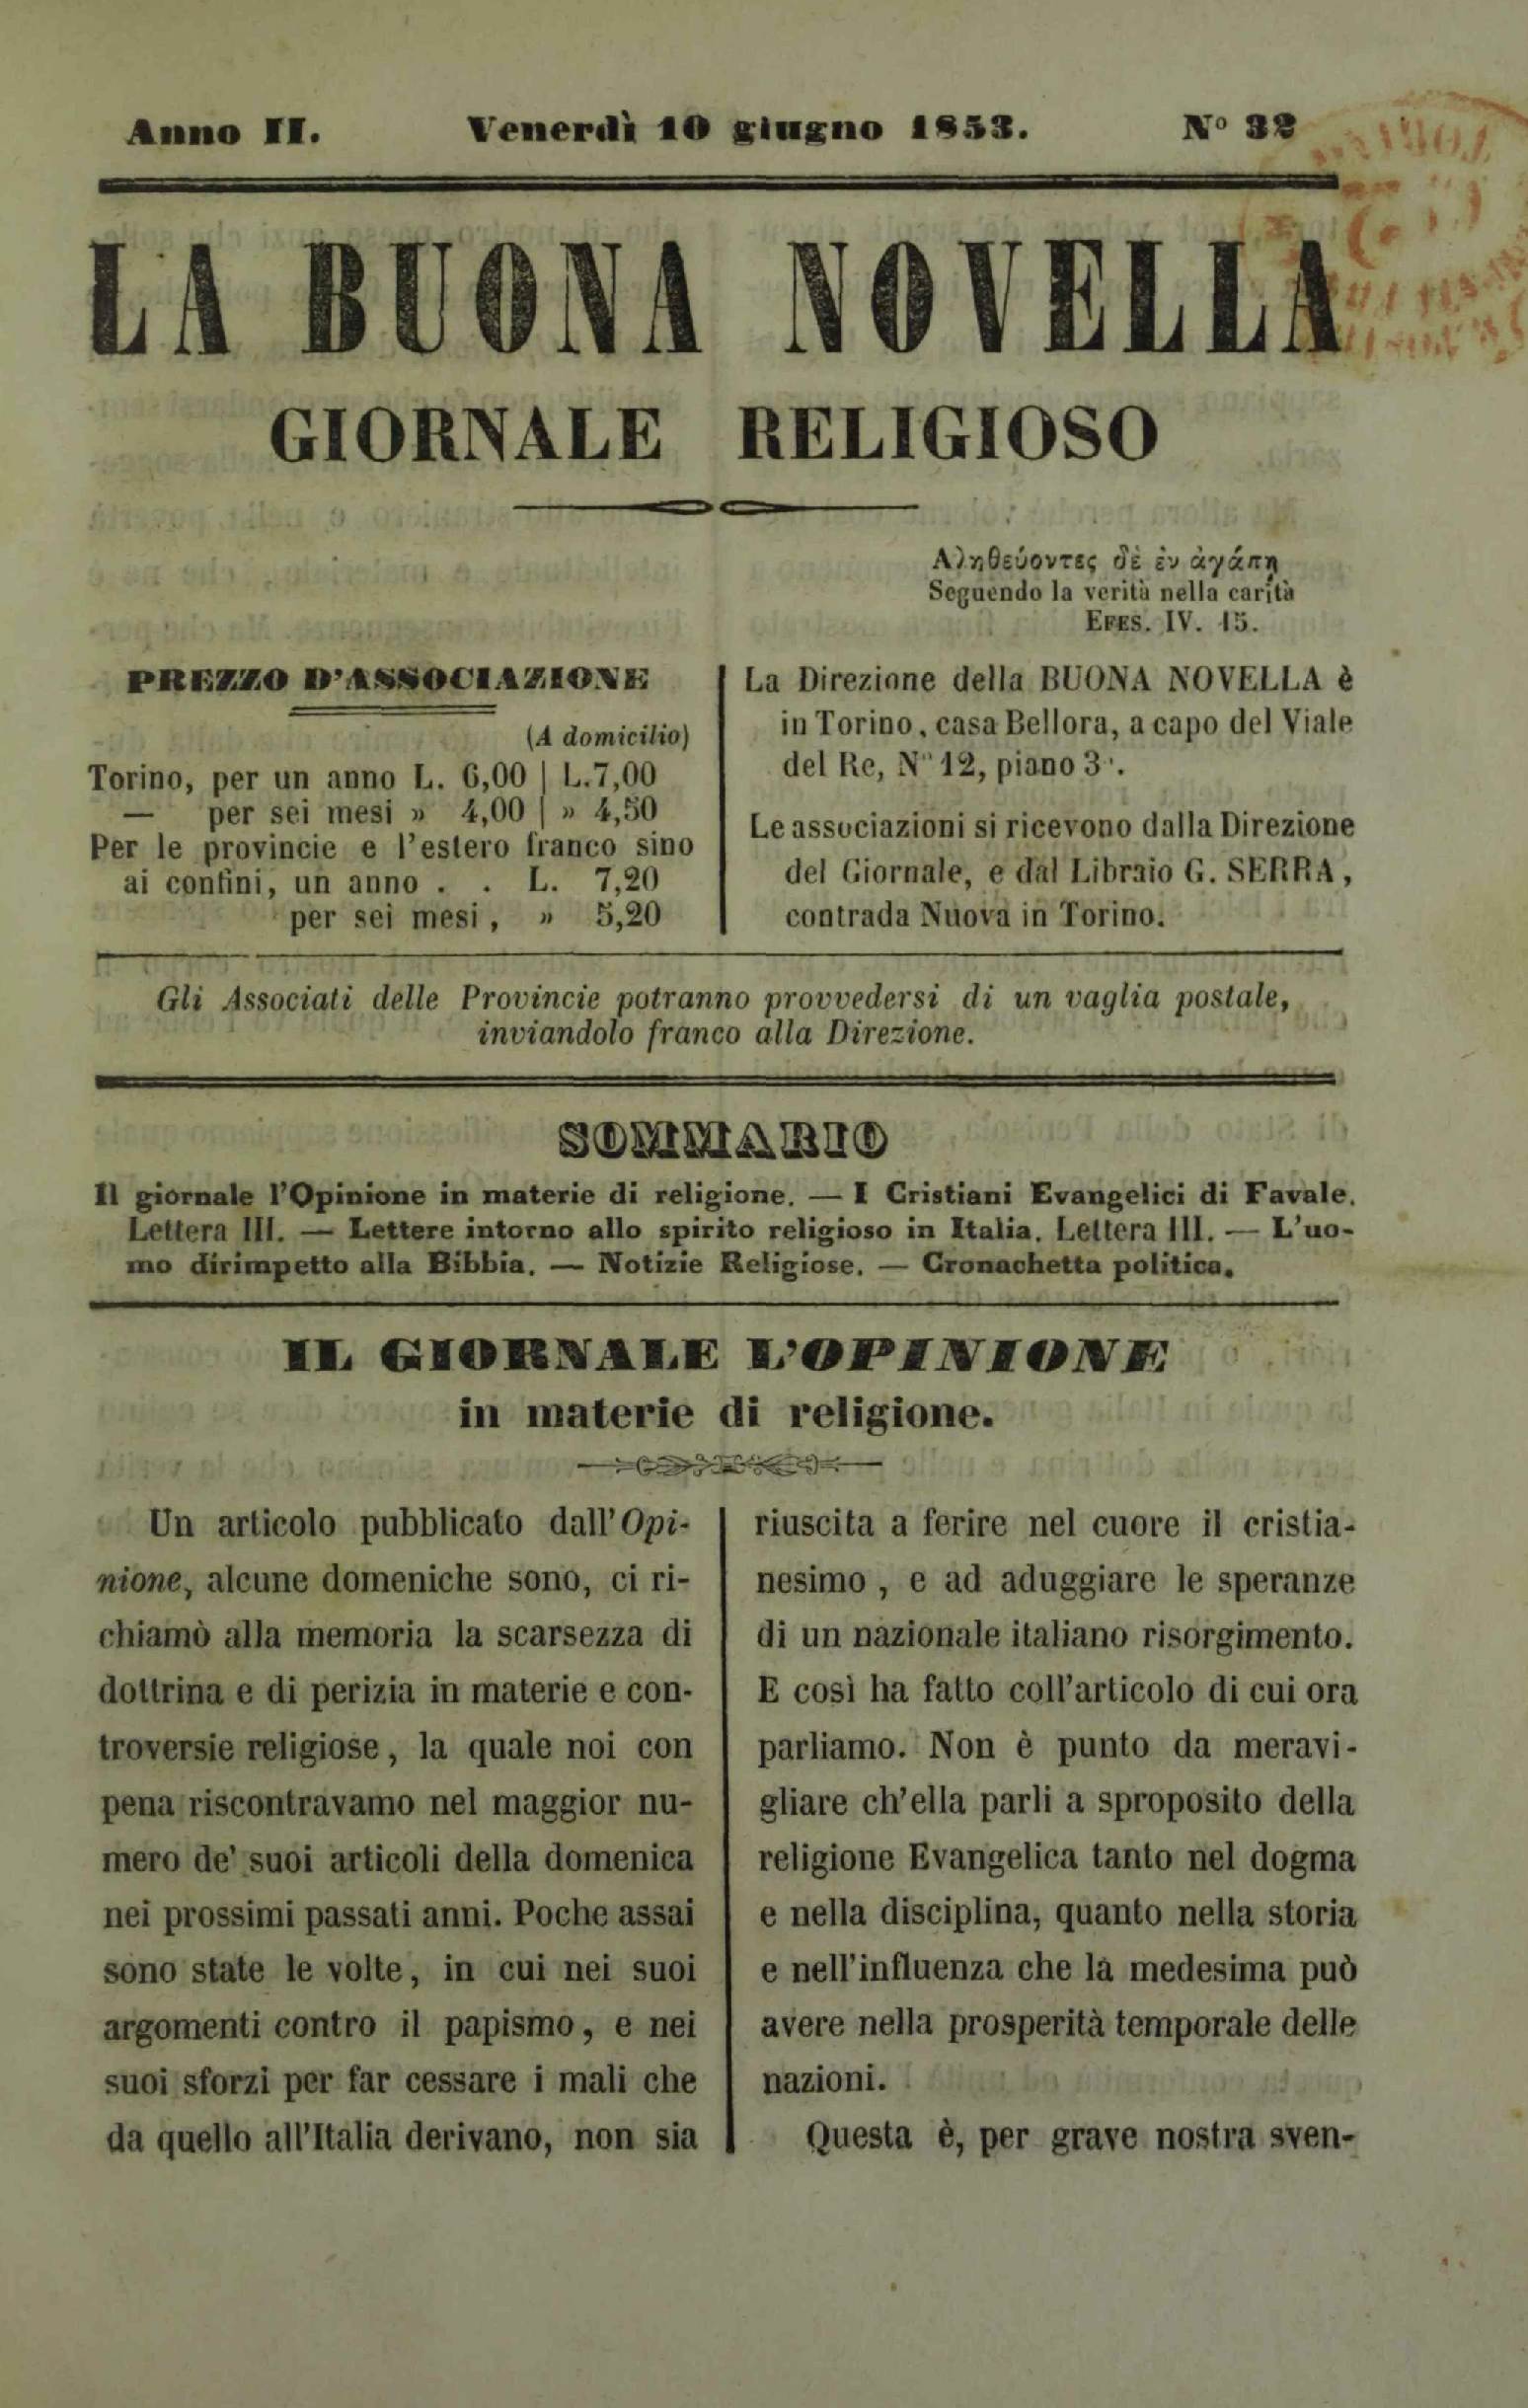 Anno II. Venerdì 10 giugno 1853. N° 32
LA BUONA NOVELLA
GIORNALE RELIGIOSO
Αληθεύοντες δὲ ἐν ἀγάπῃ
Seguendo la verità nella carità
EFES. IV. 15.
PREZZO D'ASSOCIAZIONE
(A domicilio)
Torino, per un anno L. 6,00 | L.7,00
— per sei mesi » 4,00 | » 4,50
Per le provincie e l'estero franco sino
ai confini, un anno . . L. 7,20
per sei mesi, » 5,20
La Direzione della BUONA NOVELLA è
in Torino, casa Bellora, a capo del Viale
del Re, N° 12, piano 3°.
Le associazioni si ricevono dalla Direzione
del Giornale, e dal Libraio G. SERRA,
contrada Nuova in Torino.
Gli Associati delle Provincie potranno provvedersi di un vaglia postale,
inviandolo franco alla Direzione.
SOMMARIO
Il giornale l'Opinione in materie di religione. — I Cristiani Evangelici di Favale.
Lettera III. — Lettere intorno allo spirito religioso in Italia. Lettera III. — L'uo-
mo dirimpetto alla Bibbia. — Notizie Religiose. — Cronachetta politica.
IL GIORNALE L'OPINIONE
in materie di religione.
Un articolo pubblicato dall'Opi-
nione, alcune domeniche sono, ci ri-
chiamò alla memoria la scarsezza di
dottrina e di perizia in materie e con-
troversie religiose, la quale noi con
pena riscontravamo nel maggior nu-
mero de' suoi articoli della domenica
nei prossimi passati anni. Poche assai
sono state le volte, in cui nei suoi
argomenti contro il papismo, e nei
suoi sforzi per far cessare i mali che
da quello all'Italia derivano, non sia
riuscita a ferire nel cuore il cristia-
nesimo, e ad aduggiare le speranze
di un nazionale italiano risorgimento.
E così ha fatto coll'articolo di cui ora
parliamo. Non è punto da meravi-
gliare ch'ella parli a sproposito della
religione Evangelica tanto nel dogma
e nella disciplina, quanto nella storia
e nell'influenza che la medesima può
avere nella prosperità temporale delle
nazioni.
Questa è, per grave nostra sven-